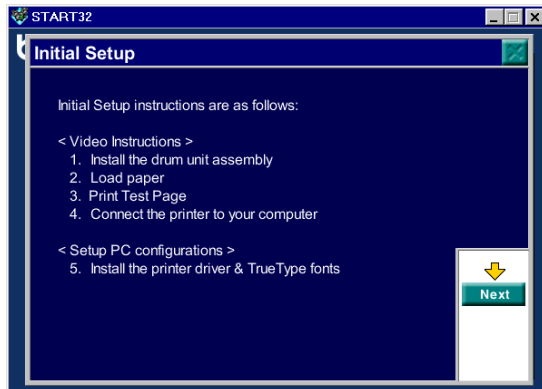 START32
Initial Setup
Initial Setup instructions are as follows:
< Video Instructions >
1. Install the drum unit assembly
2. Load paper
3. Print Test Page
4. Connect the printer to your computer
< Setup PC configurations >
5. Install the printer driver & TrueType fonts
Next